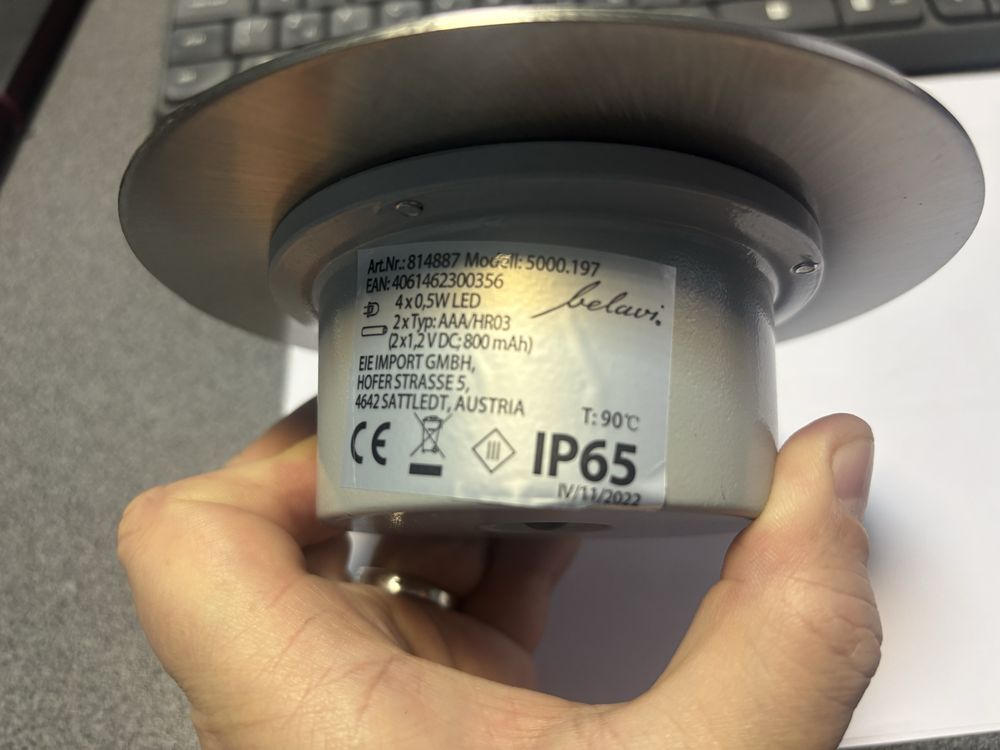 Art.Nr.: 814887 Modell: 5000.197
EAN: 4061462300356
4 x 0,5W LED
belavi.
2 x Typ: AAA/HR03
(2 x 1,2 V DC; 800 mAh)
EIE IMPORT GMBH,
HOFER STRASSE 5,
4642 SATTLEDT, AUSTRIA
T: 90℃
CE
III
IP65
IV/11/2022